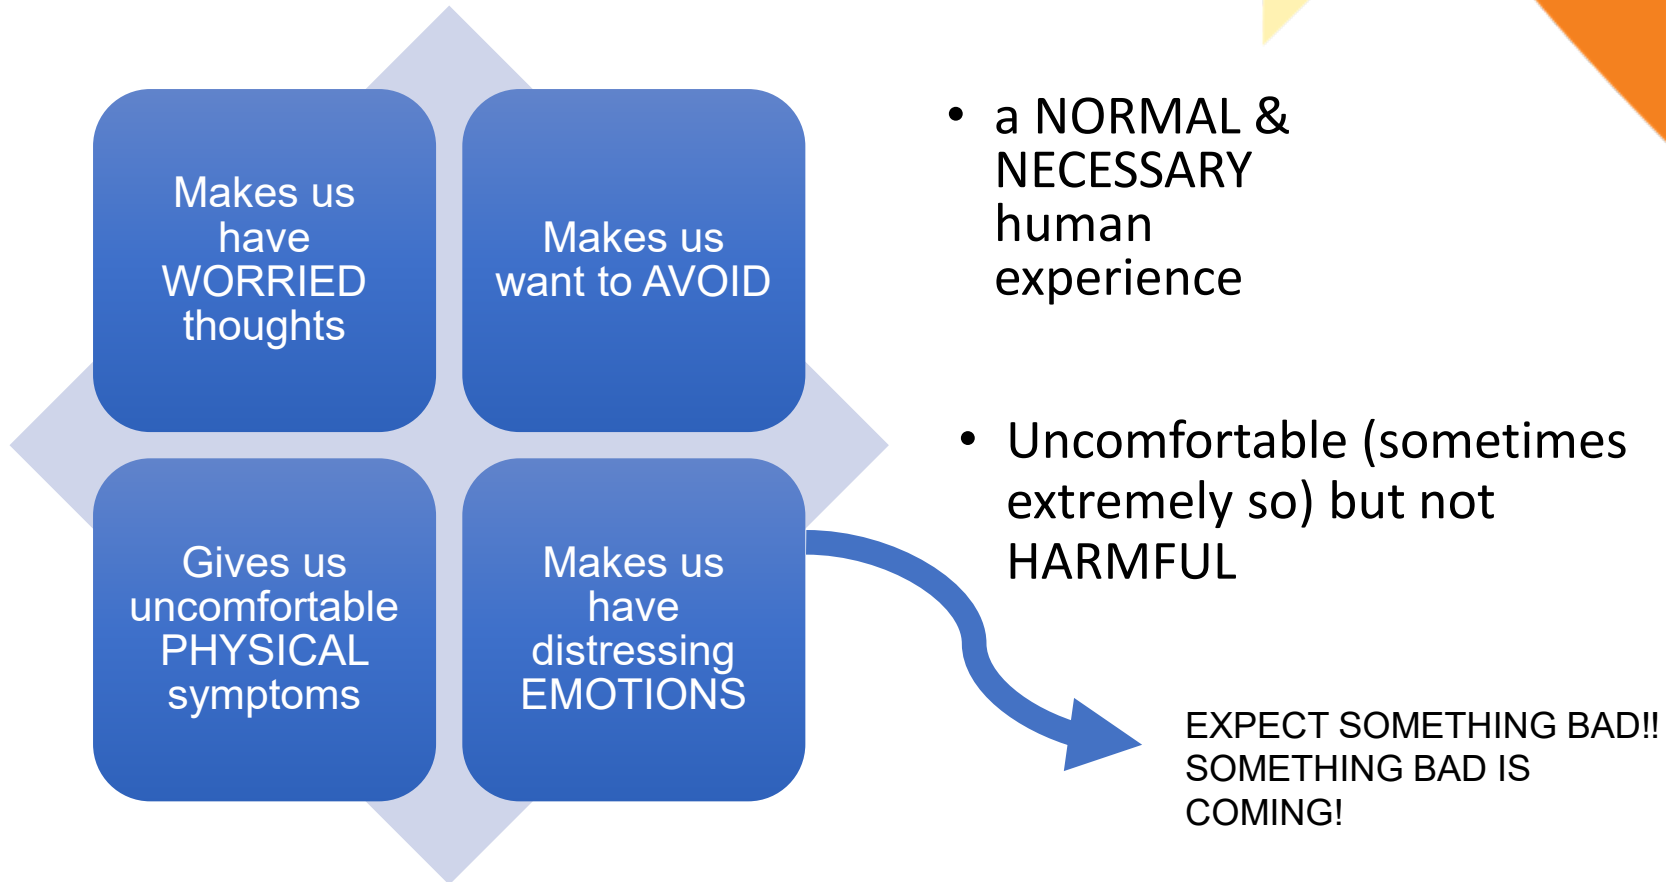 Makes us
have
WORRIED
thoughts
Makes us
want to AVOID
Gives us
uncomfortable
PHYSICAL
symptoms
Makes us
have
distressing
EMOTIONS
• a NORMAL &
NECESSARY
human
experience
• Uncomfortable (sometimes
extremely so) but not
HARMFUL
EXPECT SOMETHING BAD!!
SOMETHING BAD IS
COMING!